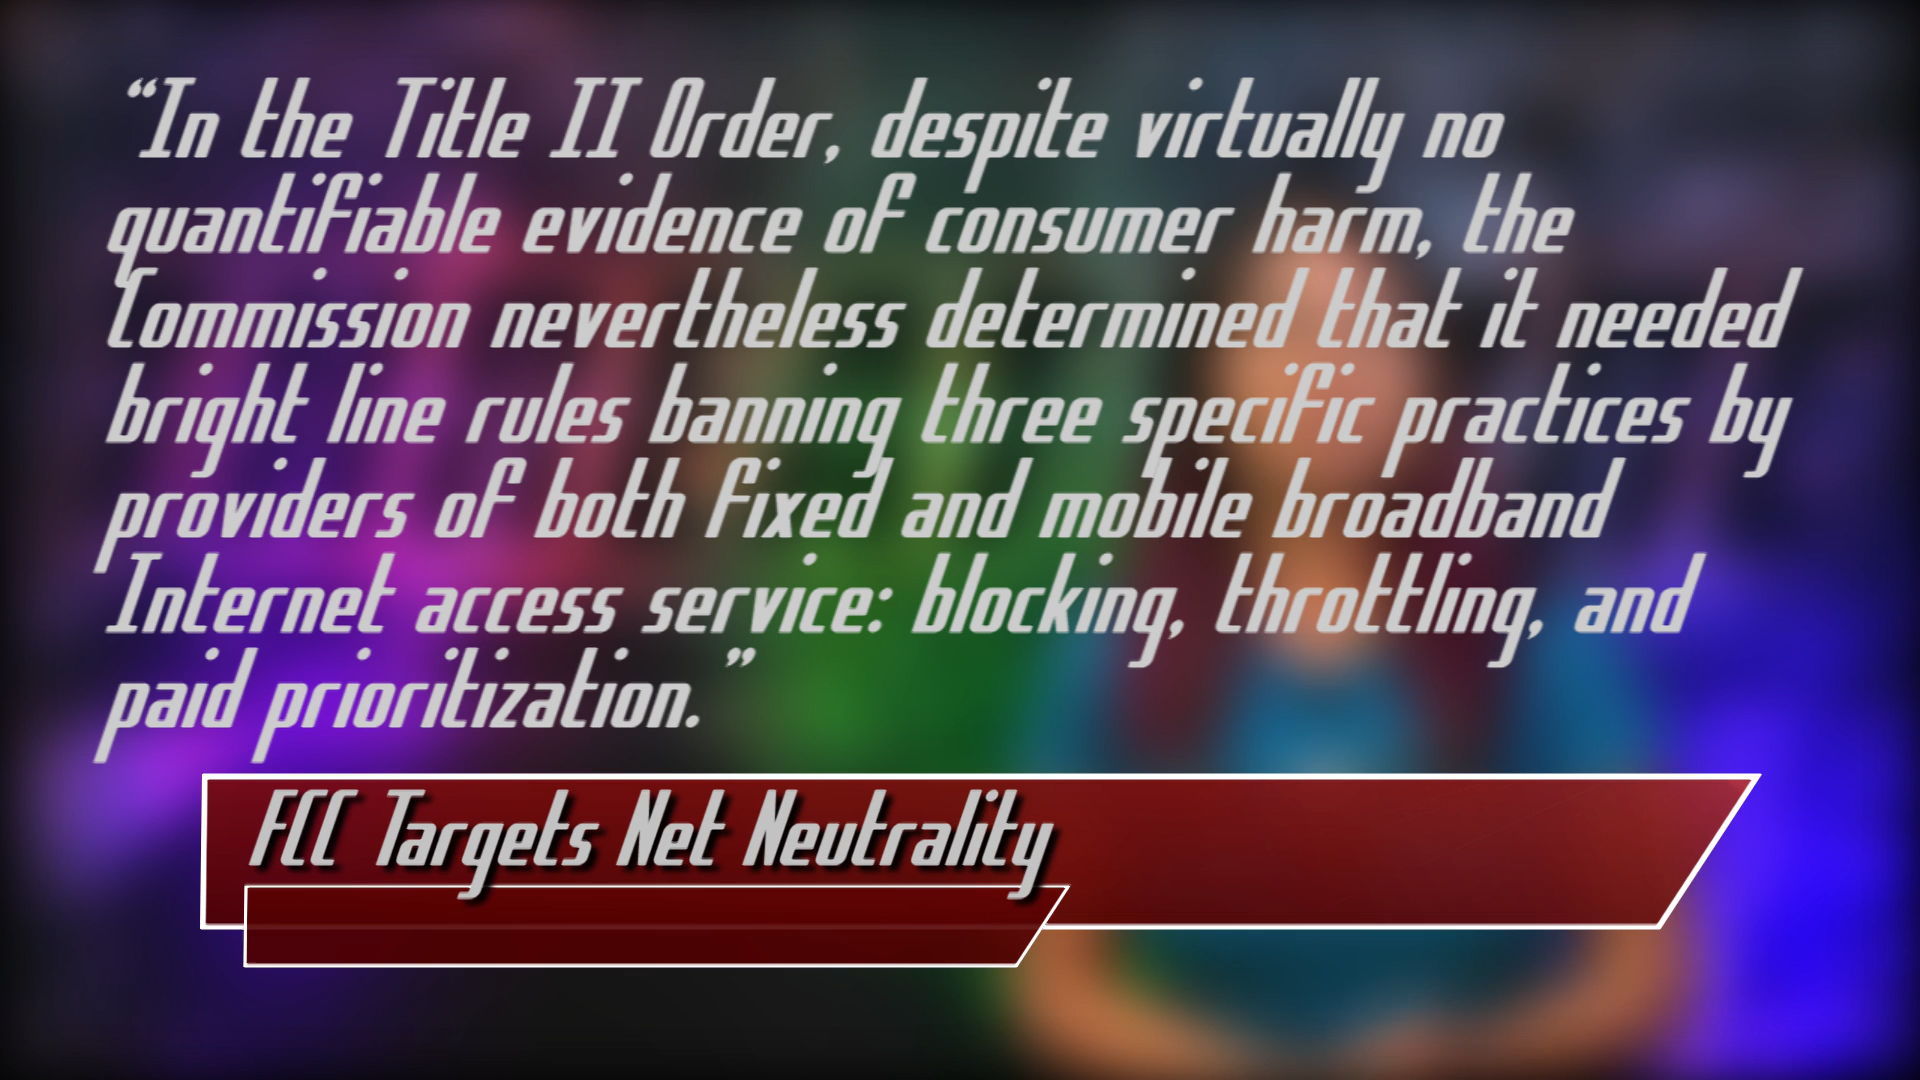 “In the Title II Order, despite virtually no
quantifiable evidence of consumer harm, the
Commission nevertheless determined that it needed
bright line rules banning three specific practices by
providers of both fixed and mobile broadband
Internet access service: blocking, throttling, and
paid prioritization.”
FCC Targets Net Neutrality